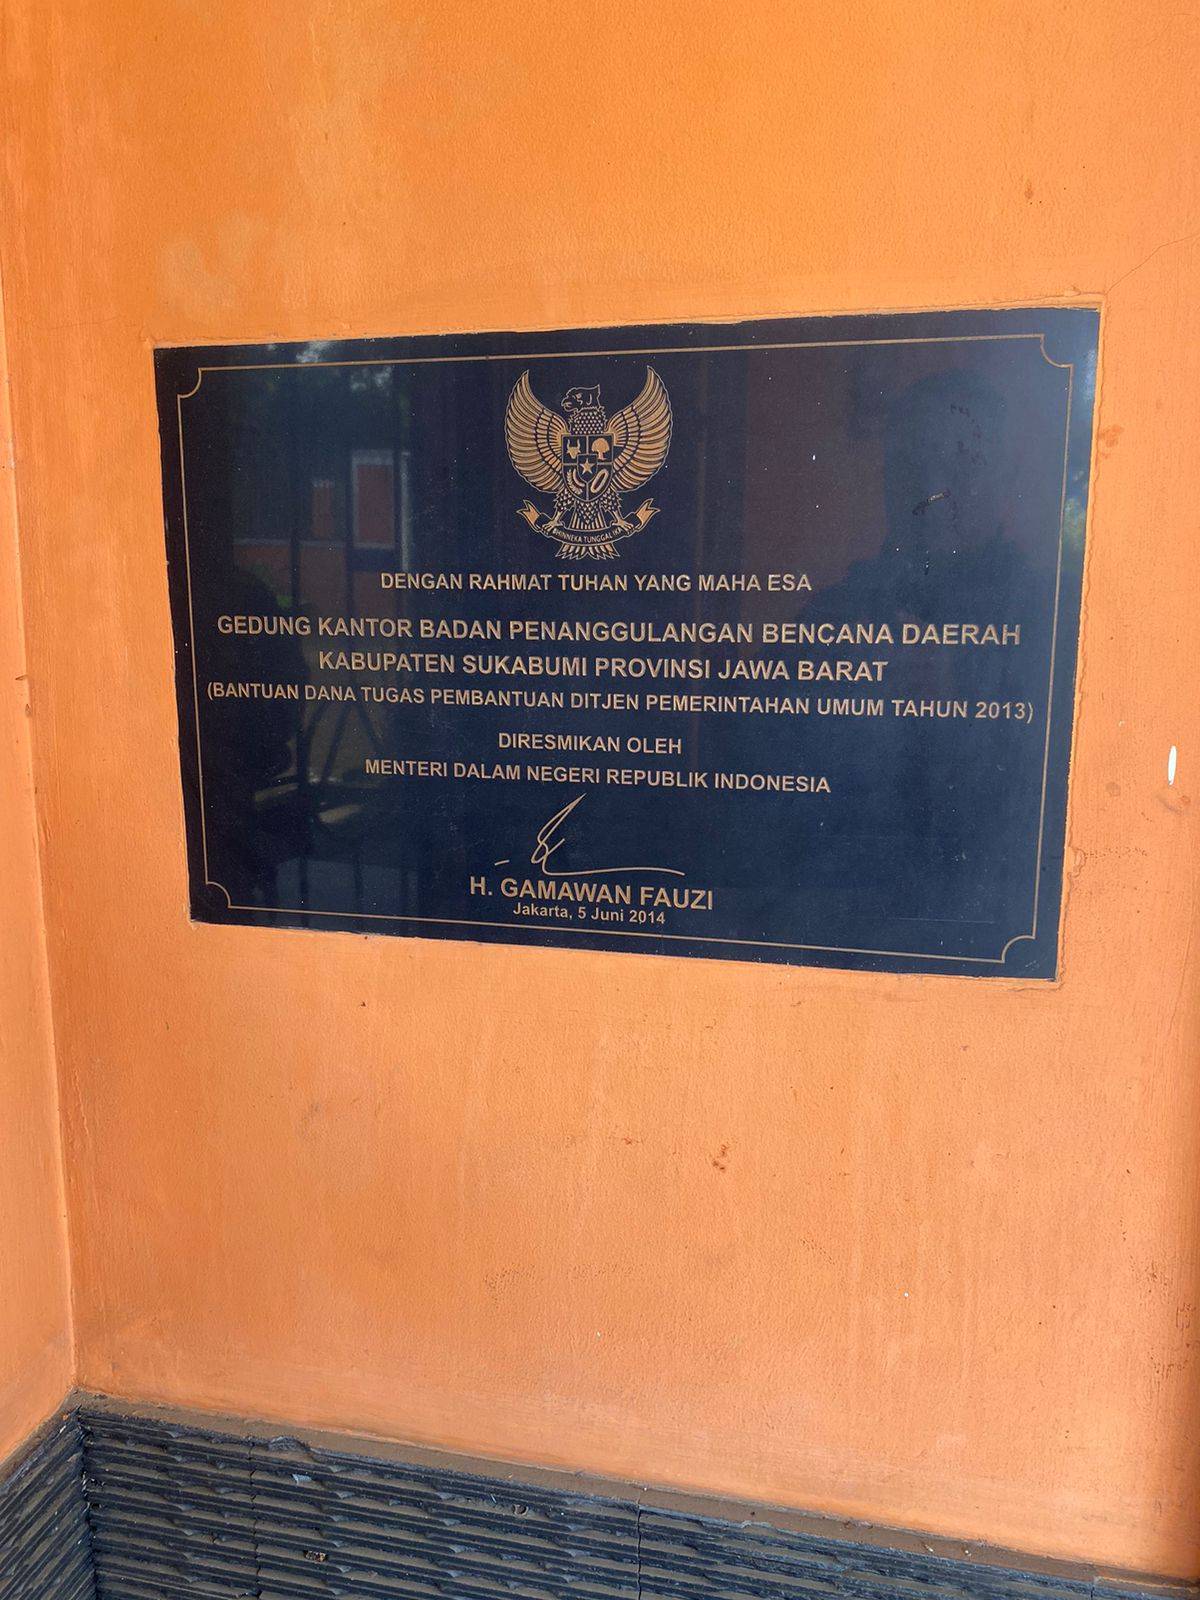 BHINNEKA TUNGGAL IKA
DENGAN RAHMAT TUHAN YANG MAHA ESA
GEDUNG KANTOR BADAN PENANGGULANGAN BENCANA DAERAH
KABUPATEN SUKABUMI PROVINSI JAWA BARAT
(BANTUAN DANA TUGAS PEMBANTUAN DITJEN PEMERINTAHAN UMUM TAHUN 2013)
DIRESMIKAN OLEH
MENTERI DALAM NEGERI REPUBLIK INDONESIA
H. GAMAWAN FAUZI
Jakarta, 5 Juni 2014